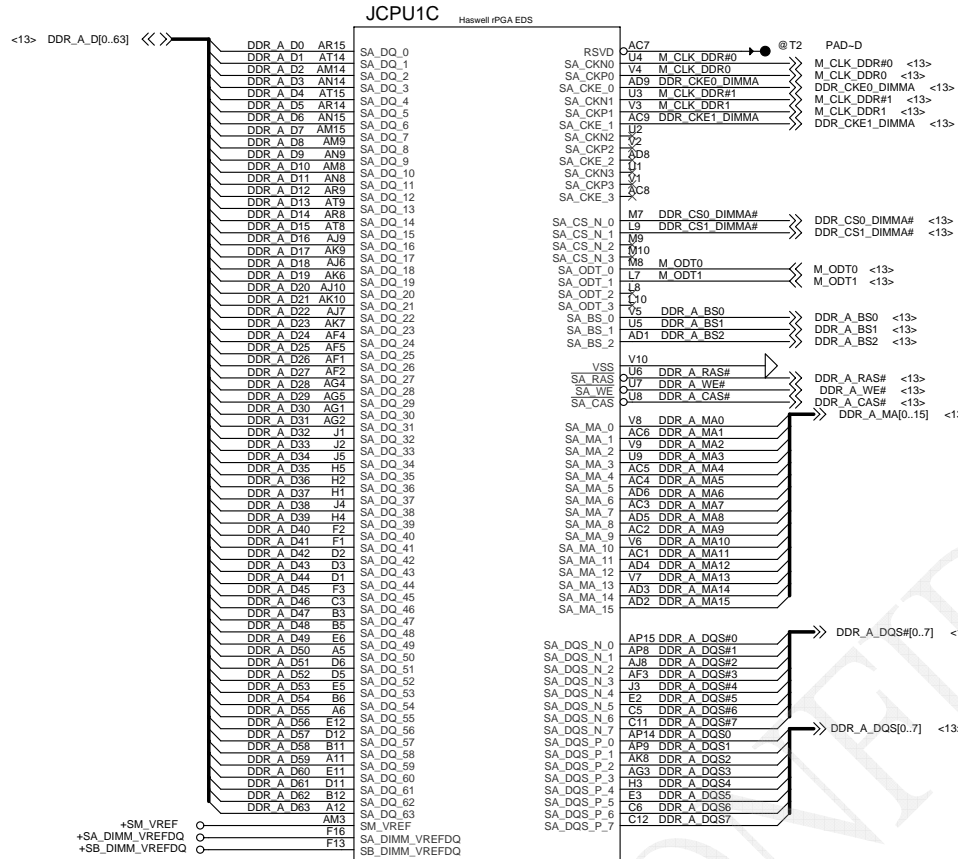 JCPU1C
Haswell rPGA EDS
<13> DDR_A_D[0..63]
DDR_A_D0 AR15 SA_DQ_0
DDR_A_D1 AT14 SA_DQ_1
DDR_A_D2 AM14 SA_DQ_2
DDR_A_D3 AN14 SA_DQ_3
DDR_A_D4 AT15 SA_DQ_4
DDR_A_D5 AR14 SA_DQ_5
DDR_A_D6 AN15 SA_DQ_6
DDR_A_D7 AM15 SA_DQ_7
DDR_A_D8 AM9 SA_DQ_8
DDR_A_D9 AN9 SA_DQ_9
DDR_A_D10 AM8 SA_DQ_10
DDR_A_D11 AN8 SA_DQ_11
DDR_A_D12 AR9 SA_DQ_12
DDR_A_D13 AT9 SA_DQ_13
DDR_A_D14 AR8 SA_DQ_14
DDR_A_D15 AT8 SA_DQ_15
DDR_A_D16 AJ9 SA_DQ_16
DDR_A_D17 AK9 SA_DQ_17
DDR_A_D18 AJ6 SA_DQ_18
DDR_A_D19 AK6 SA_DQ_19
DDR_A_D20 AJ10 SA_DQ_20
DDR_A_D21 AK10 SA_DQ_21
DDR_A_D22 AJ7 SA_DQ_22
DDR_A_D23 AK7 SA_DQ_23
DDR_A_D24 AF4 SA_DQ_24
DDR_A_D25 AF5 SA_DQ_25
DDR_A_D26 AF1 SA_DQ_26
DDR_A_D27 AF2 SA_DQ_27
DDR_A_D28 AG4 SA_DQ_28
DDR_A_D29 AG5 SA_DQ_29
DDR_A_D30 AG1 SA_DQ_30
DDR_A_D31 AG2 SA_DQ_31
DDR_A_D32 J1 SA_DQ_32
DDR_A_D33 J2 SA_DQ_33
DDR_A_D34 J5 SA_DQ_34
DDR_A_D35 H5 SA_DQ_35
DDR_A_D36 H2 SA_DQ_36
DDR_A_D37 H1 SA_DQ_37
DDR_A_D38 J4 SA_DQ_38
DDR_A_D39 H4 SA_DQ_39
DDR_A_D40 F2 SA_DQ_40
DDR_A_D41 F1 SA_DQ_41
DDR_A_D42 D2 SA_DQ_42
DDR_A_D43 D3 SA_DQ_43
DDR_A_D44 D1 SA_DQ_44
DDR_A_D45 F3 SA_DQ_45
DDR_A_D46 C3 SA_DQ_46
DDR_A_D47 B3 SA_DQ_47
DDR_A_D48 B5 SA_DQ_48
DDR_A_D49 E6 SA_DQ_49
DDR_A_D50 A5 SA_DQ_50
DDR_A_D51 D6 SA_DQ_51
DDR_A_D52 D5 SA_DQ_52
DDR_A_D53 E5 SA_DQ_53
DDR_A_D54 B6 SA_DQ_54
DDR_A_D55 A6 SA_DQ_55
DDR_A_D56 E12 SA_DQ_56
DDR_A_D57 D12 SA_DQ_57
DDR_A_D58 B11 SA_DQ_58
DDR_A_D59 A11 SA_DQ_59
DDR_A_D60 E11 SA_DQ_60
DDR_A_D61 D11 SA_DQ_61
DDR_A_D62 B12 SA_DQ_62
DDR_A_D63 A12 SA_DQ_63
+SM_VREF AM3 SM_VREF
+SA_DIMM_VREFDQ F16 SA_DIMM_VREFDQ
+SB_DIMM_VREFDQ F13 SB_DIMM_VREFDQ
RSVD AC7 @T2 PAD~D
SA_CKN0 U4 M_CLK_DDR#0 M_CLK_DDR#0 <13>
SA_CKP0 V4 M_CLK_DDR0 M_CLK_DDR0 <13>
SA_CKE_0 AD9 DDR_CKE0_DIMMA DDR_CKE0_DIMMA <13>
SA_CKN1 U3 M_CLK_DDR#1 M_CLK_DDR#1 <13>
SA_CKP1 V3 M_CLK_DDR1 M_CLK_DDR1 <13>
SA_CKE_1 AC9 DDR_CKE1_DIMMA DDR_CKE1_DIMMA <13>
SA_CKN2 U2
SA_CKP2 V2
SA_CKE_2 AD8
SA_CKN3 U1
SA_CKP3 V1
SA_CKE_3 AC8
SA_CS_N_0 M7 DDR_CS0_DIMMA# DDR_CS0_DIMMA# <13>
SA_CS_N_1 L9 DDR_CS1_DIMMA# DDR_CS1_DIMMA# <13>
SA_CS_N_2 M9
SA_CS_N_3 M10
SA_ODT_0 M8 M_ODT0 M_ODT0 <13>
SA_ODT_1 L7 M_ODT1 M_ODT1 <13>
SA_ODT_2 L8
SA_ODT_3 L10
SA_BS_0 V5 DDR_A_BS0 DDR_A_BS0 <13>
SA_BS_1 U5 DDR_A_BS1 DDR_A_BS1 <13>
SA_BS_2 AD1 DDR_A_BS2 DDR_A_BS2 <13>
VSS V10
SA_RAS U6 DDR_A_RAS# DDR_A_RAS# <13>
SA_WE U7 DDR_A_WE# DDR_A_WE# <13>
SA_CAS U8 DDR_A_CAS# DDR_A_CAS# <13>
DDR_A_MA[0..15] <13
SA_MA_0 V8 DDR_A_MA0
SA_MA_1 AC6 DDR_A_MA1
SA_MA_2 V9 DDR_A_MA2
SA_MA_3 U9 DDR_A_MA3
SA_MA_4 AC5 DDR_A_MA4
SA_MA_5 AC4 DDR_A_MA5
SA_MA_6 AD6 DDR_A_MA6
SA_MA_7 AC3 DDR_A_MA7
SA_MA_8 AD5 DDR_A_MA8
SA_MA_9 AC2 DDR_A_MA9
SA_MA_10 V6 DDR_A_MA10
SA_MA_11 AC1 DDR_A_MA11
SA_MA_12 AD4 DDR_A_MA12
SA_MA_13 V7 DDR_A_MA13
SA_MA_14 AD3 DDR_A_MA14
SA_MA_15 AD2 DDR_A_MA15
DDR_A_DQS#[0..7] <1
SA_DQS_N_0 AP15 DDR_A_DQS#0
SA_DQS_N_1 AP8 DDR_A_DQS#1
SA_DQS_N_2 AJ8 DDR_A_DQS#2
SA_DQS_N_3 AF3 DDR_A_DQS#3
SA_DQS_N_4 J3 DDR_A_DQS#4
SA_DQS_N_5 E2 DDR_A_DQS#5
SA_DQS_N_6 C5 DDR_A_DQS#6
SA_DQS_N_7 C11 DDR_A_DQS#7
DDR_A_DQS[0..7] <13
SA_DQS_P_0 AP14 DDR_A_DQS0
SA_DQS_P_1 AP9 DDR_A_DQS1
SA_DQS_P_2 AK8 DDR_A_DQS2
SA_DQS_P_3 AG3 DDR_A_DQS3
SA_DQS_P_4 H3 DDR_A_DQS4
SA_DQS_P_5 E3 DDR_A_DQS5
SA_DQS_P_6 C6 DDR_A_DQS6
SA_DQS_P_7 C12 DDR_A_DQS7